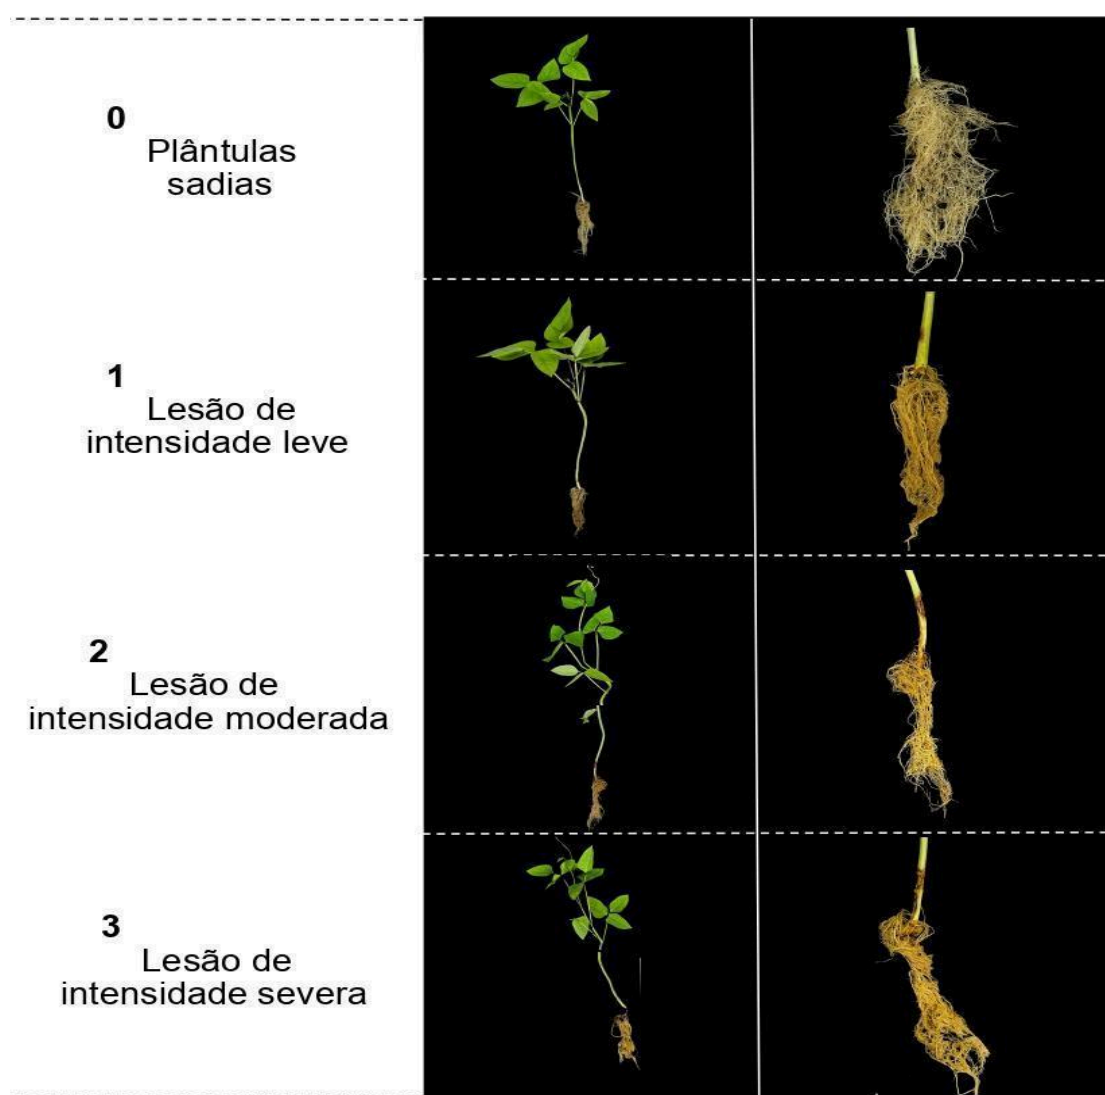 0
Plântulas
sadias
1
Lesão de
intensidade leve
2
Lesão de
intensidade moderada
3
Lesão de
intensidade severa